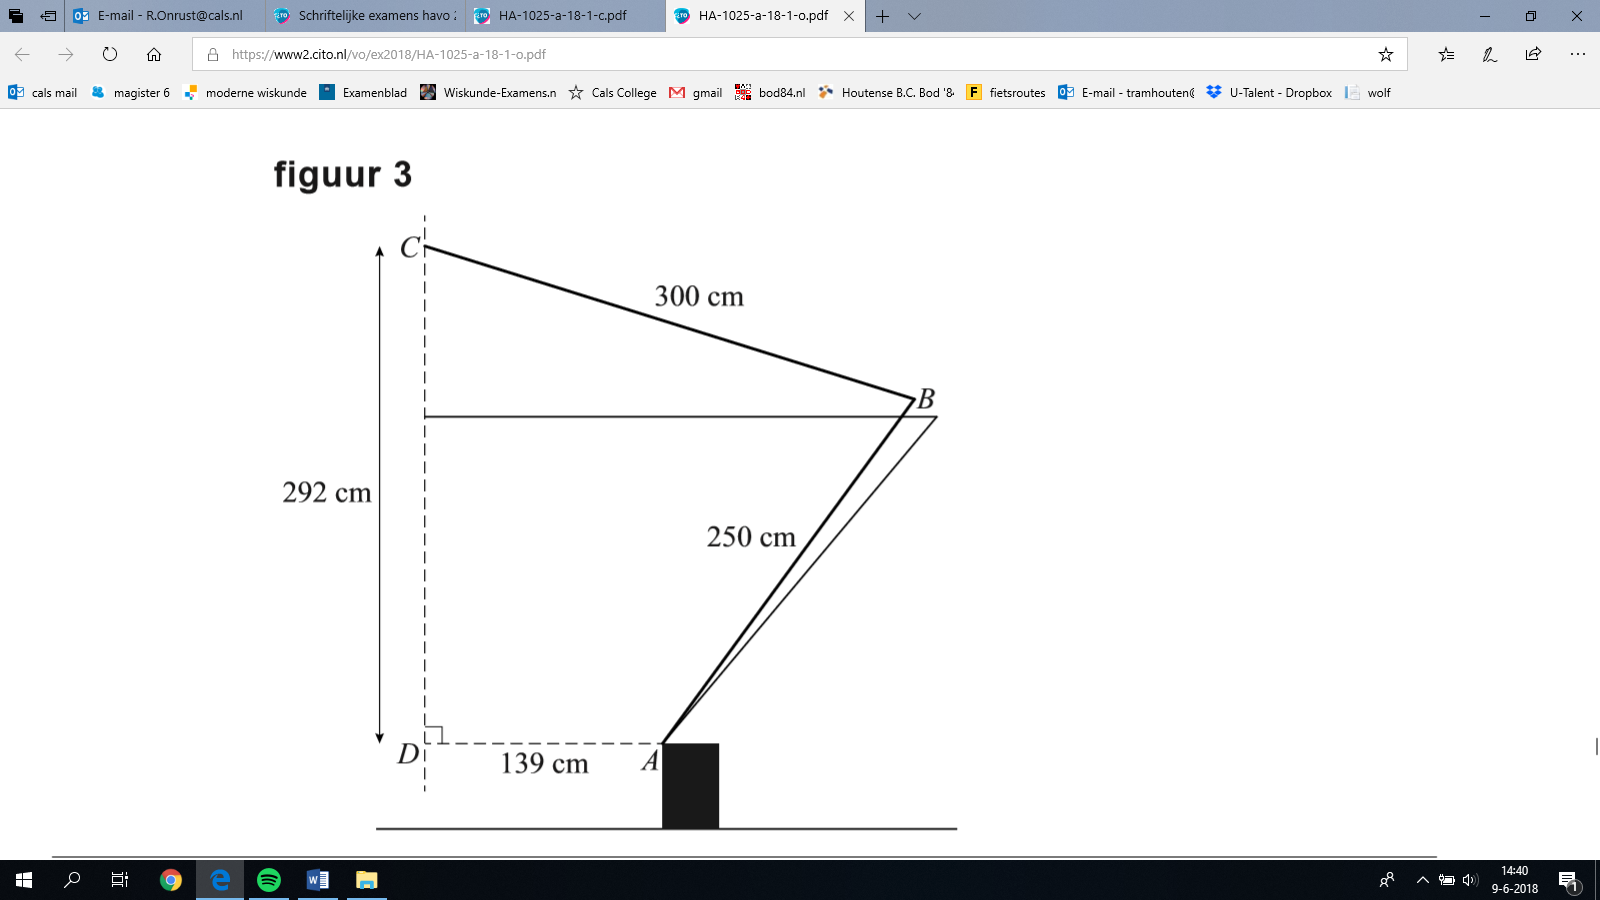 E-mail - R.Onrust@cals.nl
Schriftelijke examens havo 2
HA-1025-a-18-1-c.pdf
HA-1025-a-18-1-o.pdf
https://www2.cito.nl/vo/ex2018/HA-1025-a-18-1-o.pdf
cals mail magister 6 moderne wiskunde Examenblad Wiskunde-Examens.n Cals College gmail bod84.nl Houtense B.C. Bod '84 fietsroutes E-mail - tramhouten@ U-Talent - Dropbox wolf
figuur 3
C
300 cm
B
292 cm
250 cm
D
139 cm
A
14:40
9-6-2018
1